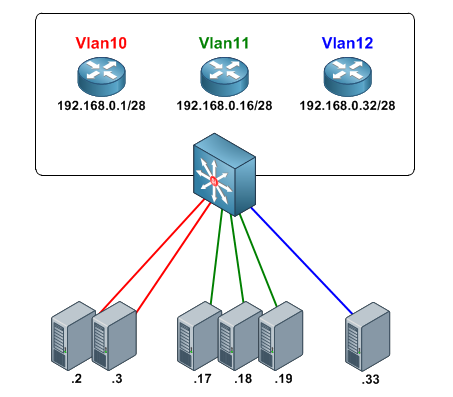 Vlan10 Vlan11 Vlan12
192.168.0.1/28 192.168.0.16/28 192.168.0.32/28
.2 .3 .17 .18 .19 .33